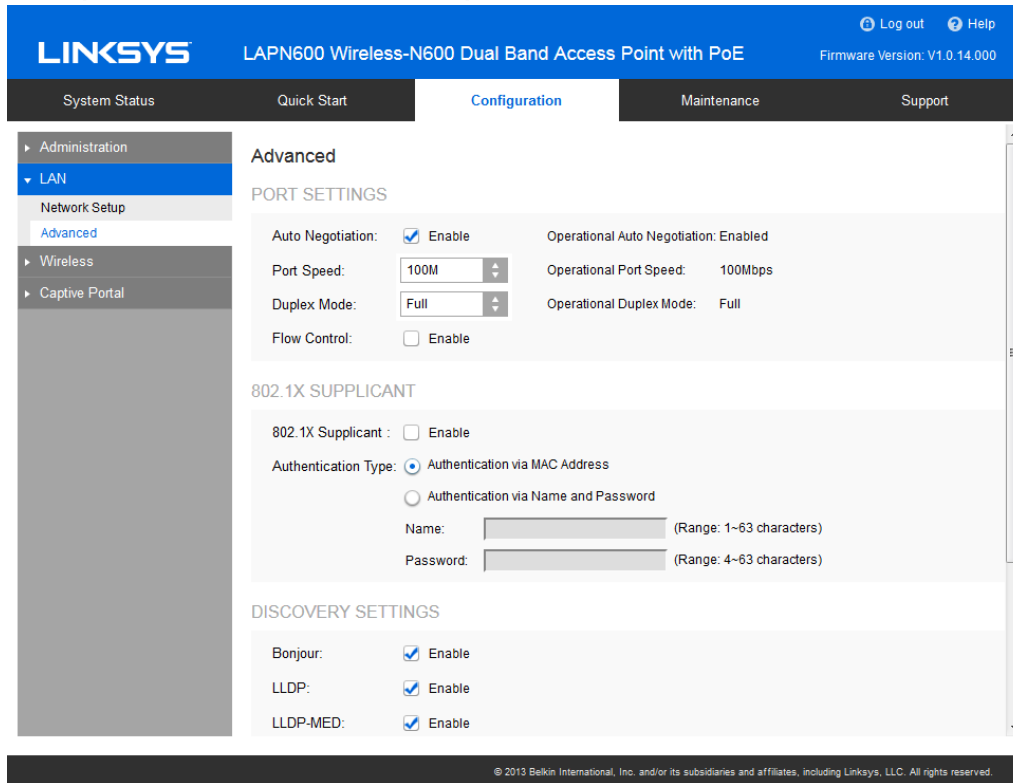 Log out Help
LINKSYS LAPN600 Wireless-N600 Dual Band Access Point with PoE Firmware Version: V1.0.14.000
System Status Quick Start Configuration Maintenance Support
Administration
LAN
Network Setup
Advanced
Wireless
Captive Portal
Advanced
PORT SETTINGS
Auto Negotiation: Enable Operational Auto Negotiation: Enabled
Port Speed: 100M Operational Port Speed: 100Mbps
Duplex Mode: Full Operational Duplex Mode: Full
Flow Control: Enable
802.1X SUPPLICANT
802.1X Supplicant : Enable
Authentication Type: Authentication via MAC Address
Authentication via Name and Password
Name: (Range: 1~63 characters)
Password: (Range: 4~63 characters)
DISCOVERY SETTINGS
Bonjour: Enable
LLDP: Enable
LLDP-MED: Enable
© 2013 Belkin International, Inc. and/or its subsidiaries and affiliates, including Linksys, LLC. All rights reserved.